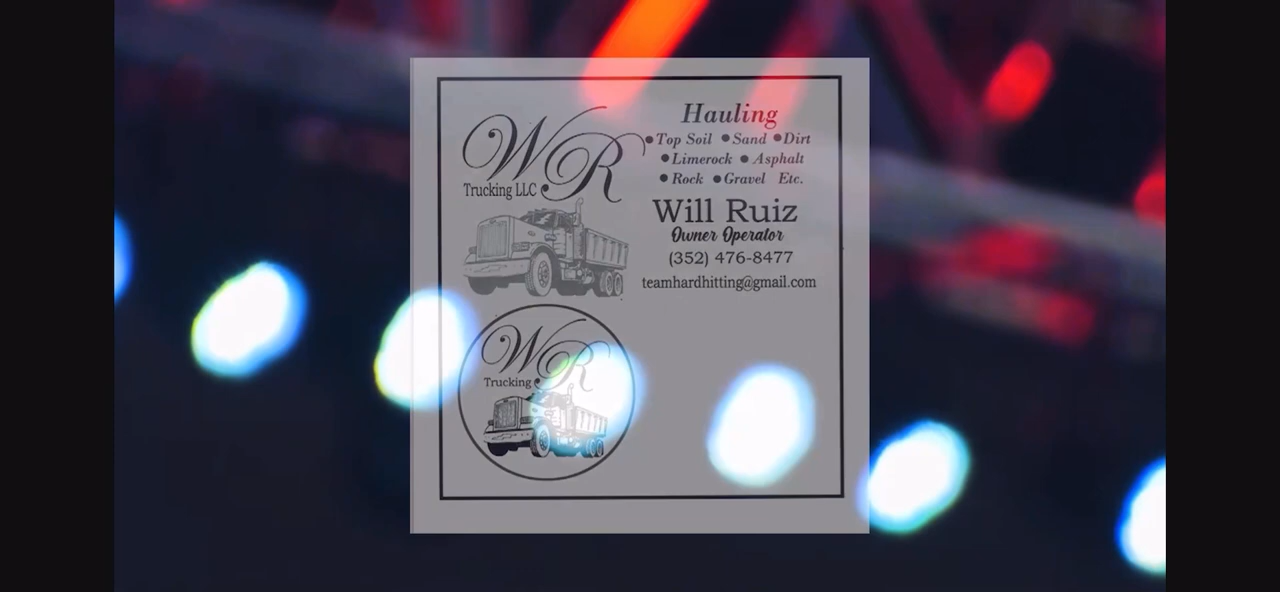 WR
Trucking LLC
Hauling
•Top Soil •Sand •Dirt
•Limerock •Asphalt
•Rock •Gravel Etc.
Will Ruiz
Owner Operator
(352) 476-8477
teamhardhitting@gmail.com
WR
Trucking